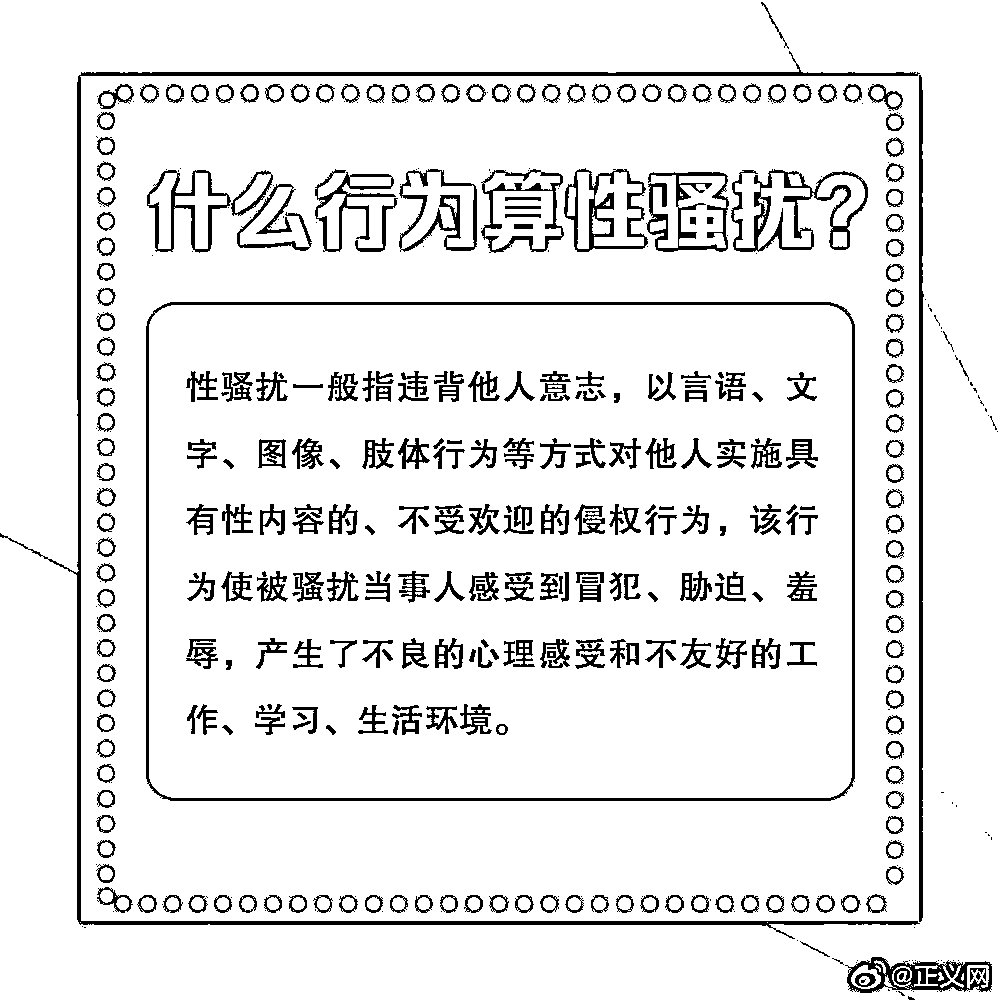 什么行为算性骚扰?
性骚扰一般指违背他人意志，以言语、文
字、图像、肢体行为等方式对他人实施具
有性内容的、不受欢迎的侵权行为，该行
为使被骚扰当事人感受到冒犯、胁迫、羞
辱，产生了不良的心理感受和不友好的工
作、学习、生活环境。
@正义网